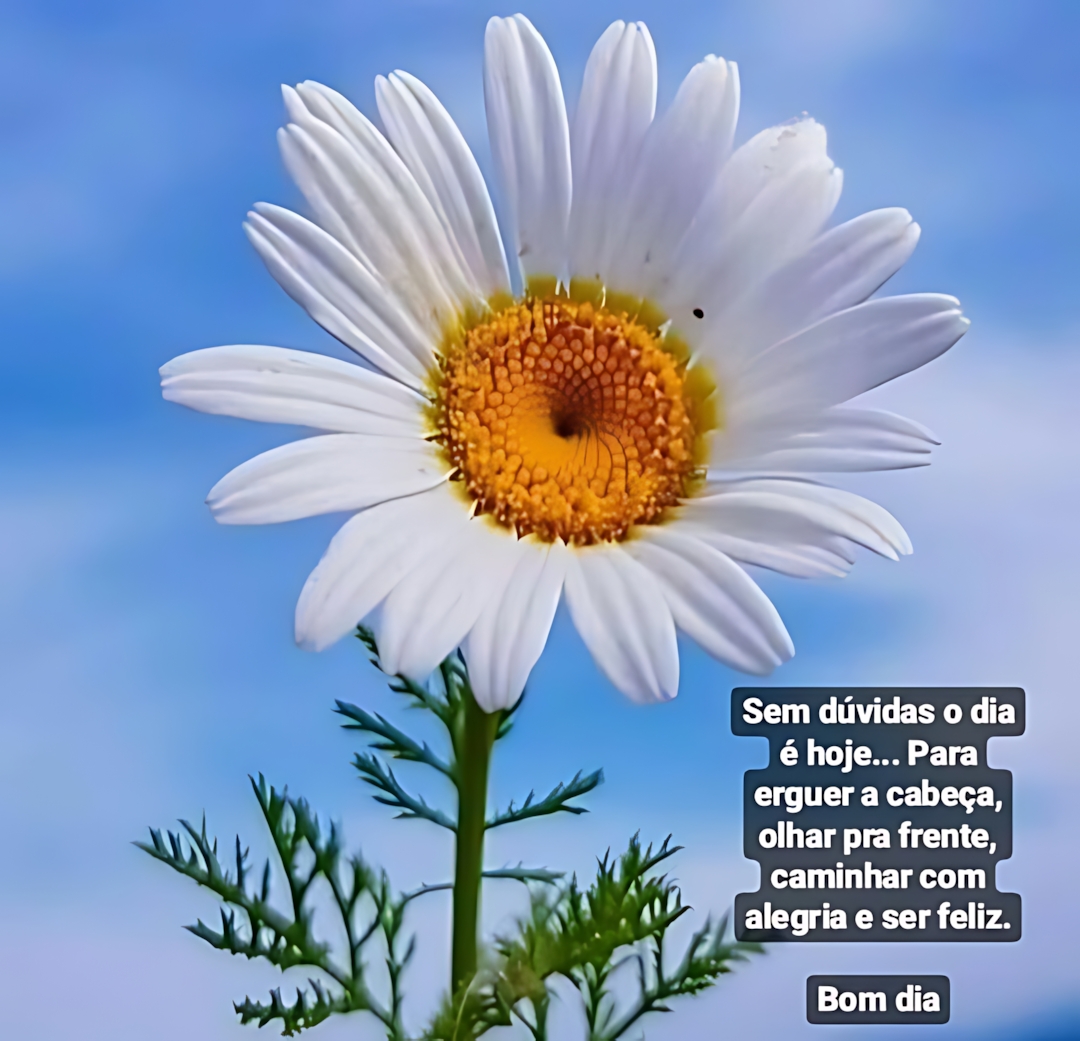 Sem dúvidas o dia
é hoje... Para
erguer a cabeça,
olhar pra frente,
caminhar com
alegria e ser feliz.
Bom dia